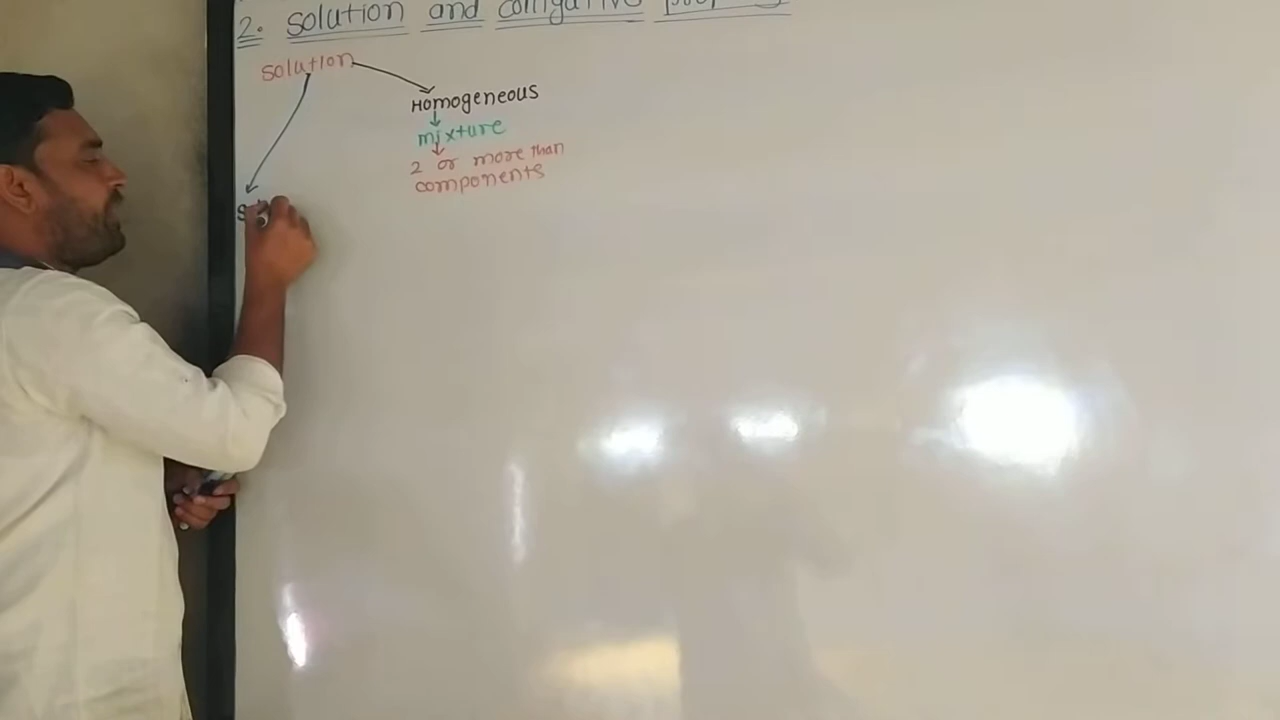 2. solution and
solution
Homogeneous
mixture
2 or more than
components